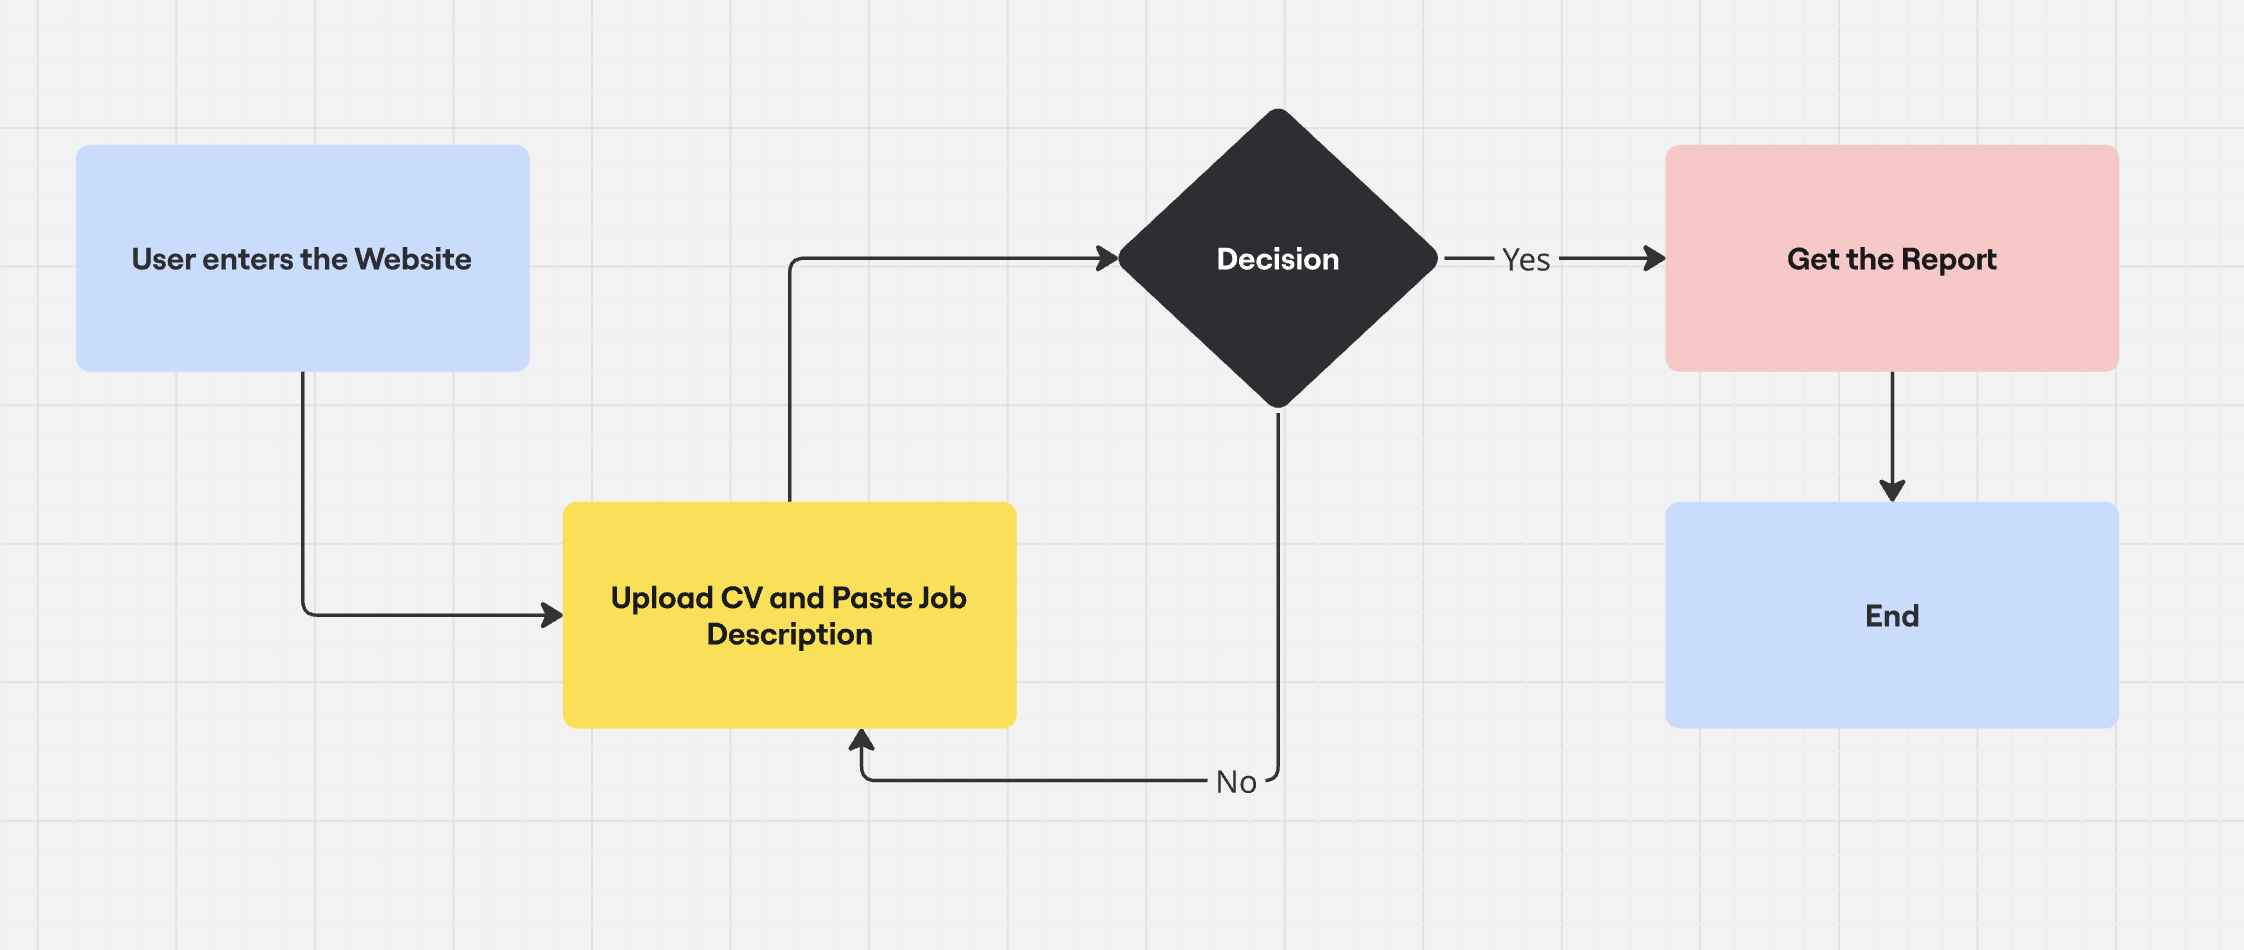 User enters the Website
Decision
Yes
Get the Report
Upload CV and Paste Job
Description
End
No